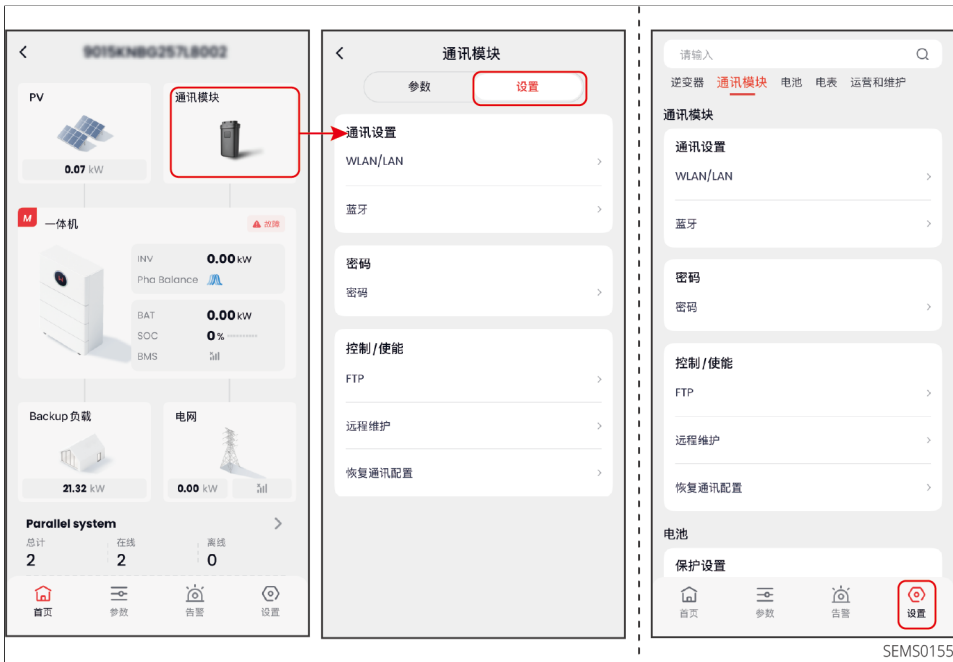 PV
通讯模块
0.07 kW
M 一体机
故障
INV 0.00 kW
Pha Balance
BAT 0.00 kW
SOC 0 %
BMS
Backup 负载
电网
21.32 kW
0.00 kW
Parallel system
总计 在线 离线
2 2 0
首页 参数 告警 设置
通讯模块
参数 设置
通讯设置
WLAN/LAN
蓝牙
密码
密码
控制/使能
FTP
远程维护
恢复通讯配置
请输入
逆变器 通讯模块 电池 电表 运营和维护
通讯模块
通讯设置
WLAN/LAN
蓝牙
密码
密码
控制/使能
FTP
远程维护
恢复通讯配置
电池
保护设置
首页 参数 告警 设置
SEMS0155